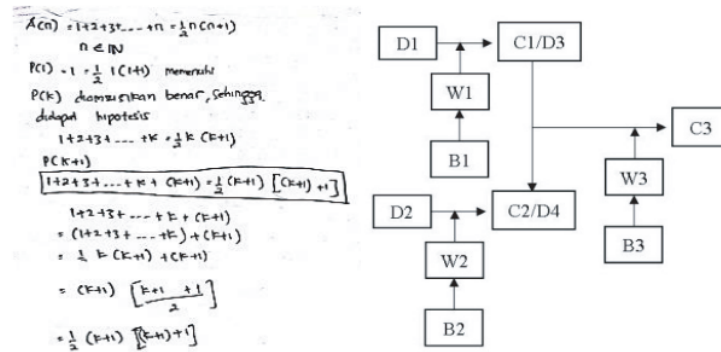 A(n) = 1+2+3+....+n = ½ n (n+1)
n ∈ ℕ
P(1) = 1 = ½ 1(1+1) memenuhi
P(k) diamusikan benar, sehingga
didapat hipotesis
1+2+3+.... +k = ½ k (k+1)
P(k+1)
1+2+3+...+k + (k+1) = ½ (k+1) [(k+1)+1]
1+2+3+....+k + (k+1)
= (1+2+3+ ....+k) + (k+1)
= ½ k (k+1) + (k+1)
= (k+1) [k+1 +1 / 2]
= ½ (k+1) [(k+1)+1]
D1
C1/D3
W1
B1
C3
W3
B3
D2
C2/D4
W2
B2